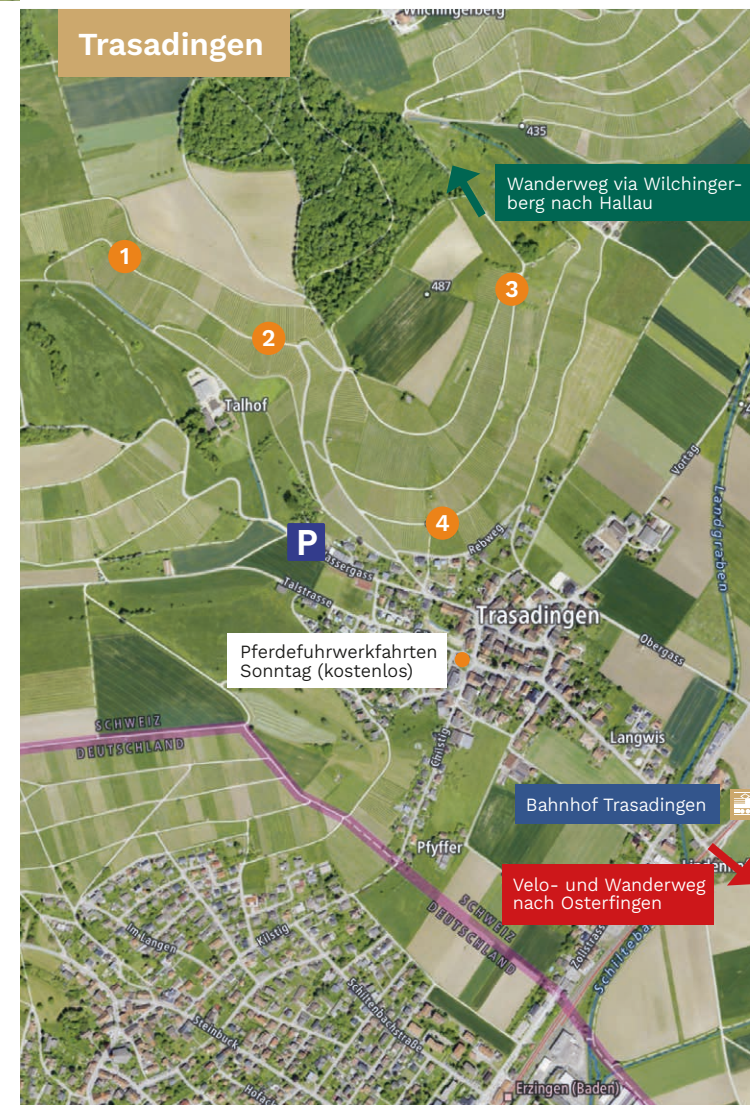 Wilchingerberg
Trasadingen
435
Wanderweg via Wilchinger-
berg nach Hallau
1
487
3
2
Talhof
Vortag
Landgraben
4
P
Rebweg
Talstrasse
Trasadingen
Obergass
Pferdefuhrwerkfahrten
Sonntag (kostenlos)
SCHWEIZ
DEUTSCHLAND
Langwis
Chilstig
Bahnhof Trasadingen
Pfyffer
Velo- und Wanderweg
nach Osterfingen
SCHWEIZ
DEUTSCHLAND
Im Langen
Kilstig
Schiltenbachstraße
Steinbuck
Erzingen (Baden)